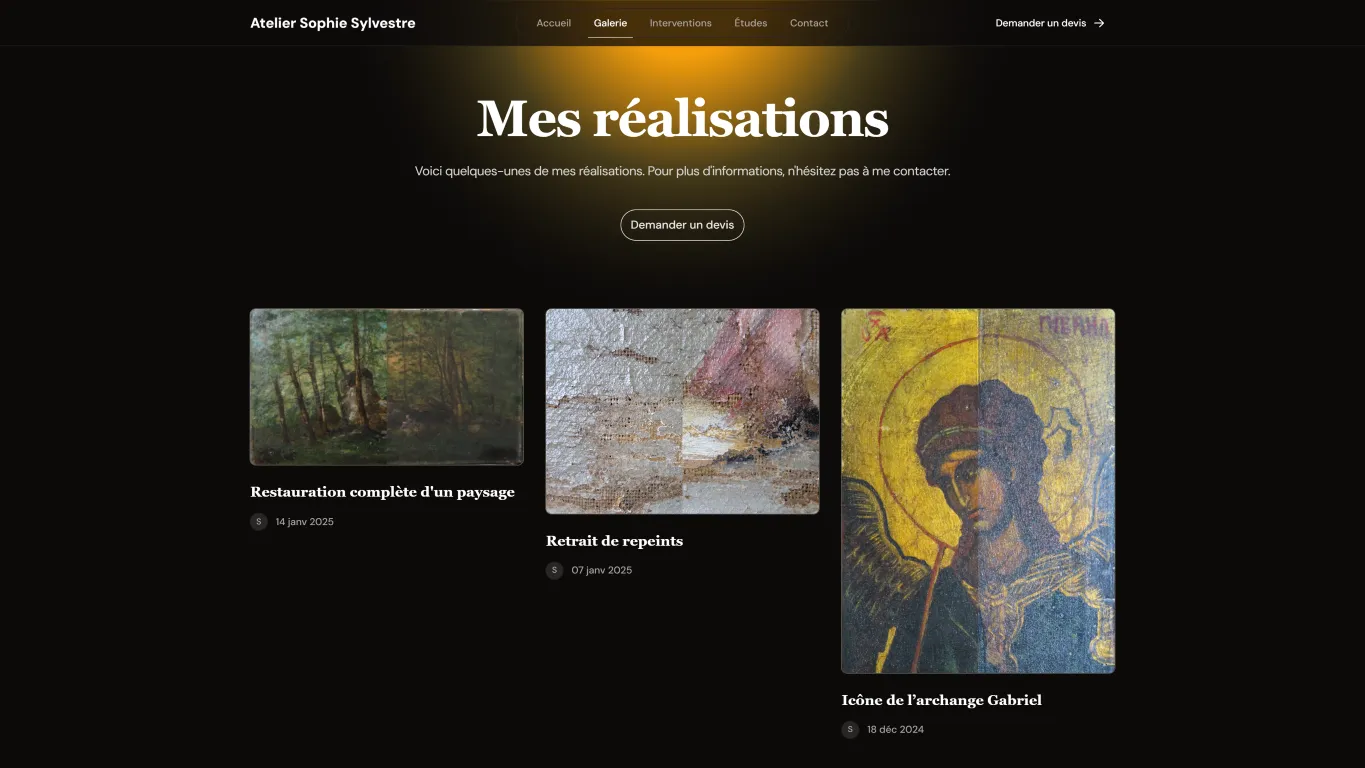 Atelier Sophie Sylvestre
Accueil
Galerie
Interventions
Études
Contact
Demander un devis
Mes réalisations
Voici quelques-unes de mes réalisations. Pour plus d'informations, n'hésitez pas à me contacter.
Demander un devis
Restauration complète d'un paysage
S
14 janv 2025
Retrait de repeints
S
07 janv 2025
Icône de l’archange Gabriel
S
18 déc 2024